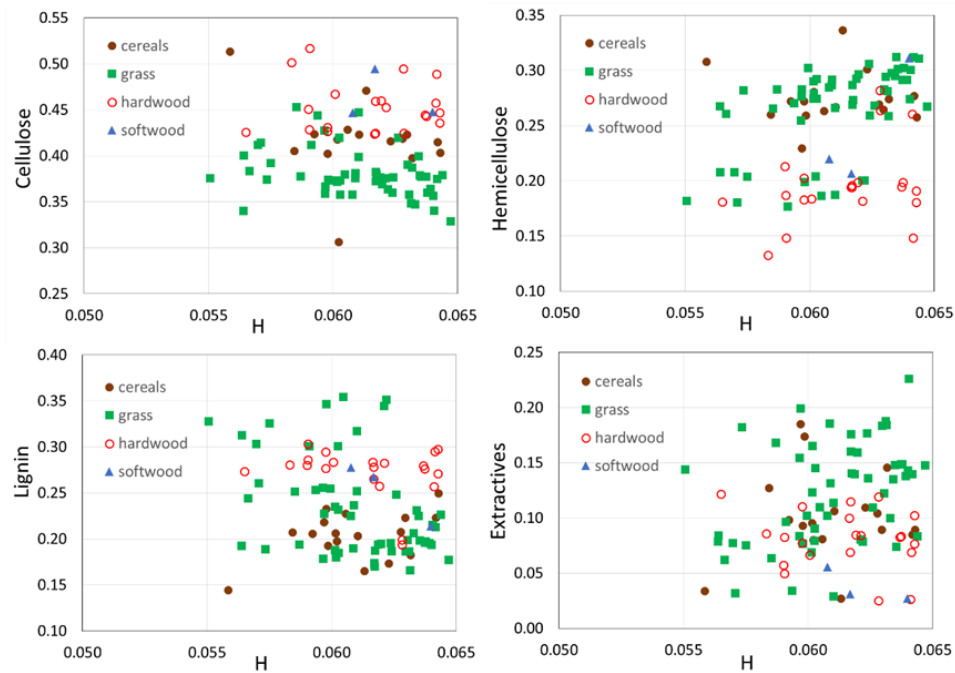 0.55
0.50
0.45
0.40
0.35
0.30
0.25
Cellulose
cereals
grass
hardwood
softwood
0.050
0.055
0.060
0.065
H
0.35
0.30
0.25
0.20
0.15
0.10
Hemicellulose
cereals
grass
hardwood
softwood
0.050
0.055
0.060
0.065
H
0.40
0.35
0.30
0.25
0.20
0.15
0.10
Lignin
cereals
grass
hardwood
softwood
0.050
0.055
0.060
0.065
H
0.25
0.20
0.15
0.10
0.05
0.00
Extractives
cereals
grass
hardwood
softwood
0.050
0.055
0.060
0.065
H